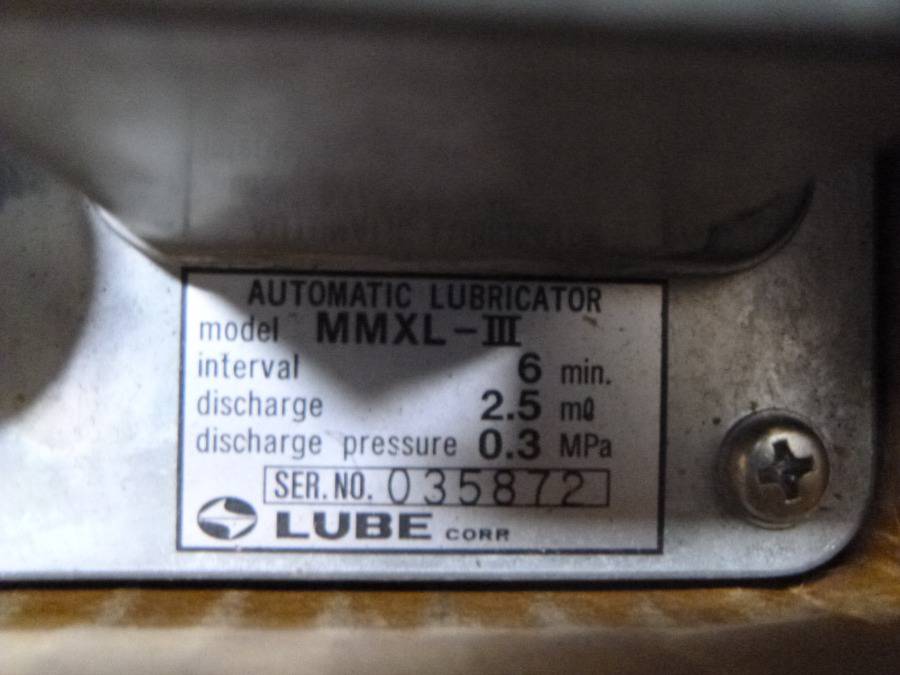 AUTOMATIC LUBRICATOR
model MMXL-III
interval 6 min.
discharge 2.5 mℓ
discharge pressure 0.3 MPa
SER.NO. 035872
LUBE CORP.